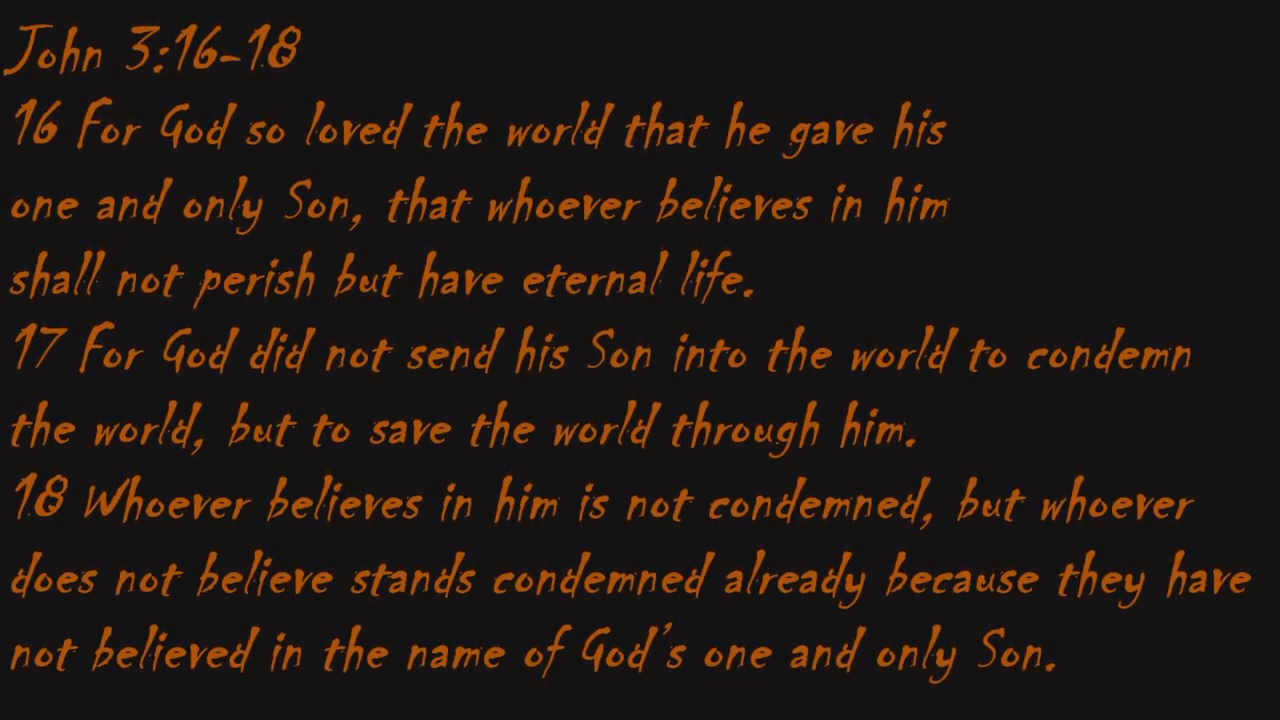 John 3:16-18
16 For God so loved the world that he gave his
one and only Son, that whoever believes in him
shall not perish but have eternal life.
17 For God did not send his Son into the world to condemn
the world, but to save the world through him.
18 Whoever believes in him is not condemned, but whoever
does not believe stands condemned already because they have
not believed in the name of God's one and only Son.